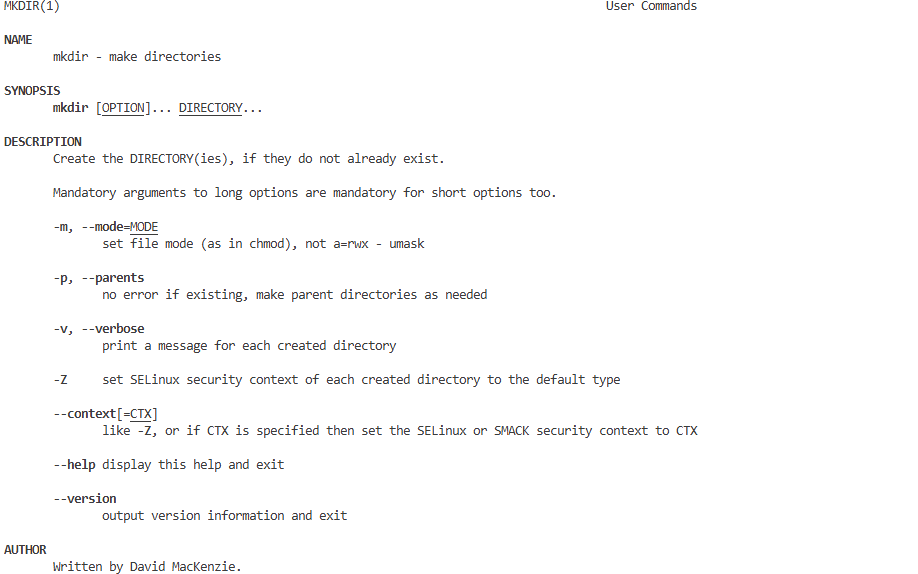 MKDIR(1) User Commands
NAME
mkdir - make directories
SYNOPSIS
mkdir [OPTION]... DIRECTORY...
DESCRIPTION
Create the DIRECTORY(ies), if they do not already exist.
Mandatory arguments to long options are mandatory for short options too.
-m, --mode=MODE
set file mode (as in chmod), not a=rwx - umask
-p, --parents
no error if existing, make parent directories as needed
-v, --verbose
print a message for each created directory
-Z set SELinux security context of each created directory to the default type
--context[=CTX]
like -Z, or if CTX is specified then set the SELinux or SMACK security context to CTX
--help display this help and exit
--version
output version information and exit
AUTHOR
Written by David MacKenzie.